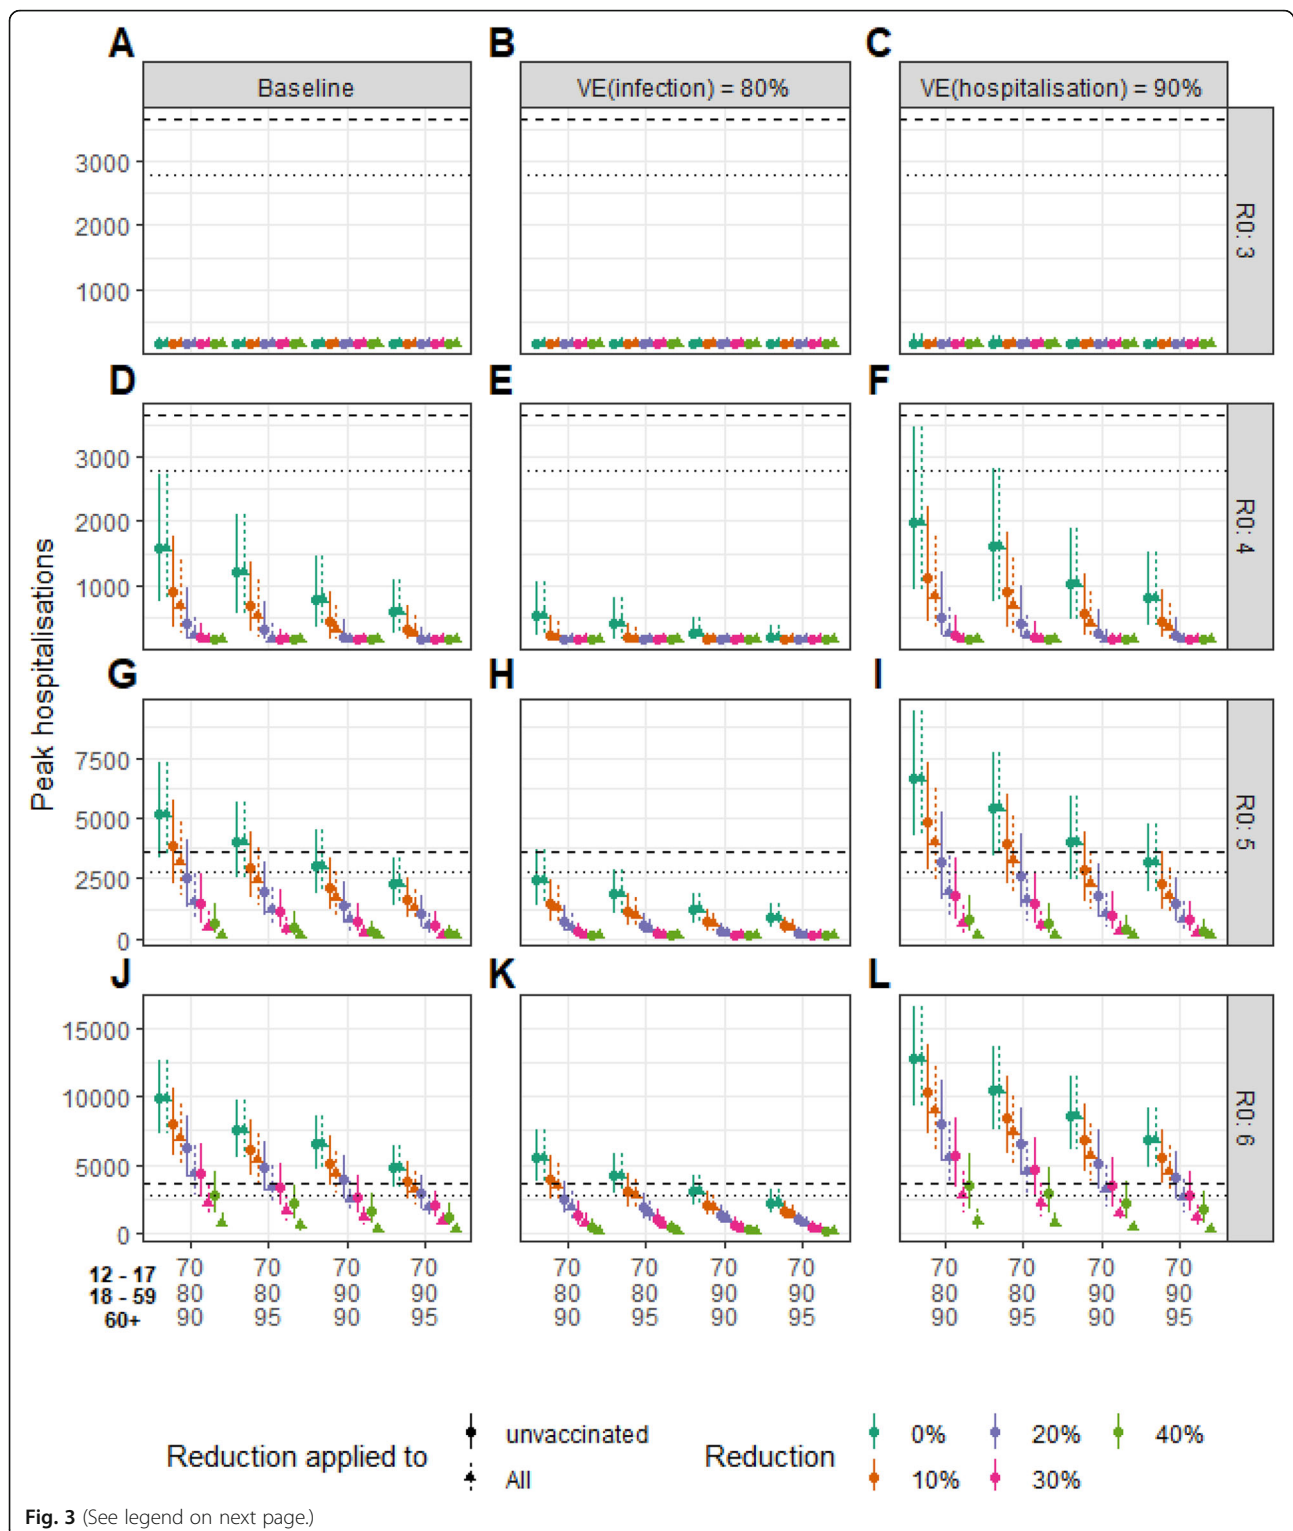 A B C
Baseline VE(infection) = 80% VE(hospitalisation) = 90%
3000
2000
1000
R0: 3
D E F
3000
2000
1000
R0: 4
Peak hospitalisations
G H I
7500
5000
2500
0
R0: 5
J K L
15000
10000
5000
0
R0: 6
12 - 17 70 70 70 70 70 70 70 70 70 70 70 70
18 - 59 80 80 90 90 80 80 90 90 80 80 90 90
60+ 90 95 90 95 90 95 90 95 90 95 90 95
Reduction applied to unvaccinated All
Reduction 0% 20% 40%
10% 30%
Fig. 3 (See legend on next page.)